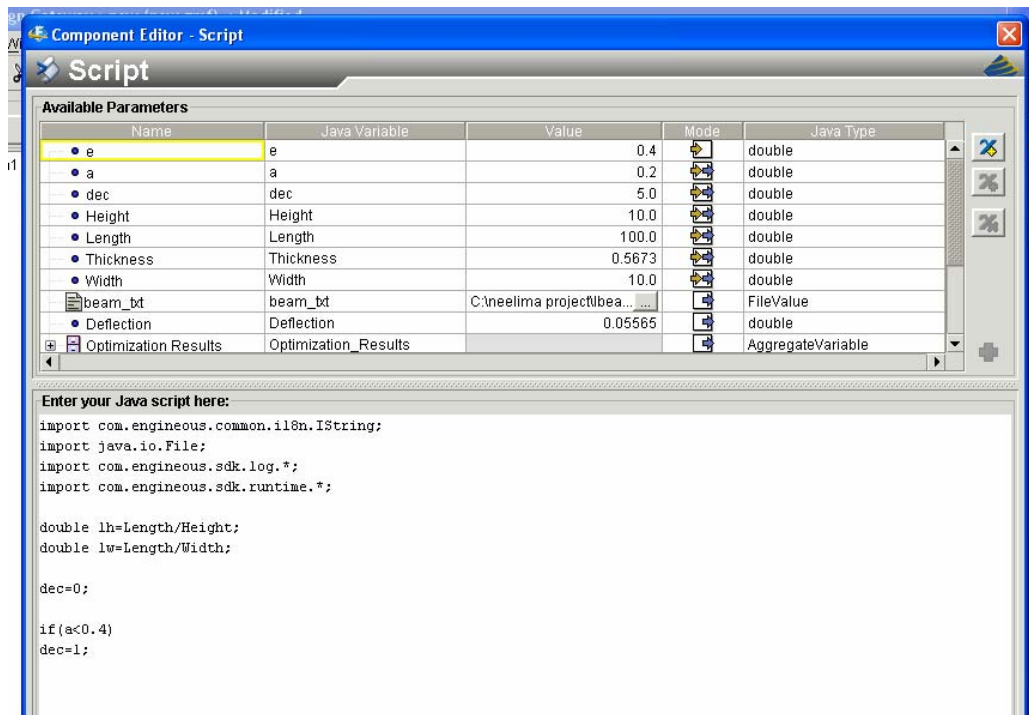 Component Editor - Script
Script
Available Parameters
Name Java Variable Value Mode Java Type
e e 0.4 double
a a 0.2 double
dec dec 5.0 double
Height Height 10.0 double
Length Length 100.0 double
Thickness Thickness 0.5673 double
Width Width 10.0 double
beam_txt beam_txt C:\neelima project\Ibea... ... FileValue
Deflection Deflection 0.05565 double
Optimization Results Optimization_Results AggregateVariable
Enter your Java script here:
import com.engineous.common.i18n.IString;
import java.io.File;
import com.engineous.sdk.log.*;
import com.engineous.sdk.runtime.*;
double lh=Length/Height;
double lw=Length/Width;
dec=0;
if(a<0.4)
dec=1;